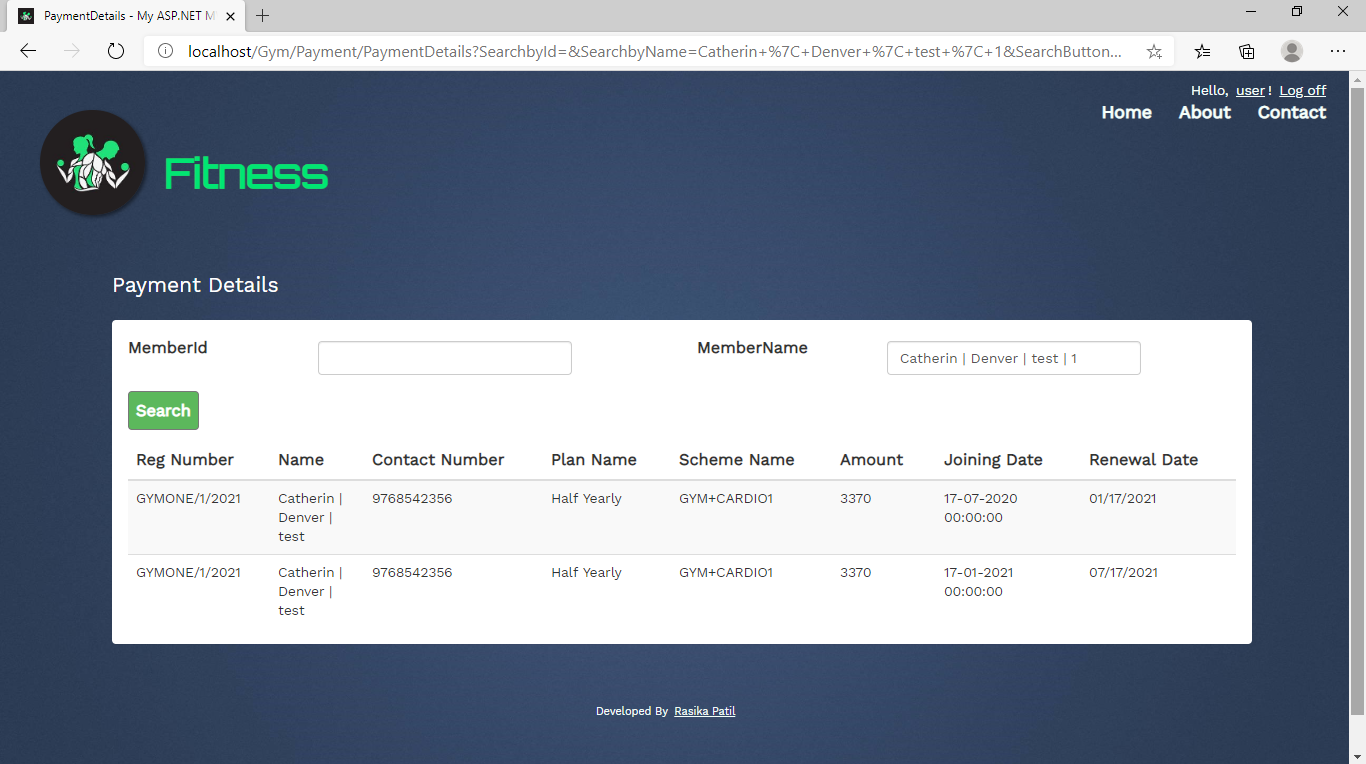 PaymentDetails - My ASP.NET M
localhost/Gym/Payment/PaymentDetails?SearchbyId=&SearchbyName=Catherin+%7C+Denver+%7C+test+%7C+1&SearchButton...
Hello, user! Log off
Home About Contact
Fitness
Payment Details
MemberId MemberName Catherin | Denver | test | 1
Search
Reg Number Name Contact Number Plan Name Scheme Name Amount Joining Date Renewal Date
GYMONE/1/2021 Catherin | 9768542356 Half Yearly GYM+CARDIO1 3370 17-07-2020 01/17/2021
Denver | 00:00:00
test
GYMONE/1/2021 Catherin | 9768542356 Half Yearly GYM+CARDIO1 3370 17-01-2021 07/17/2021
Denver | 00:00:00
test
Developed By Rasika Patil